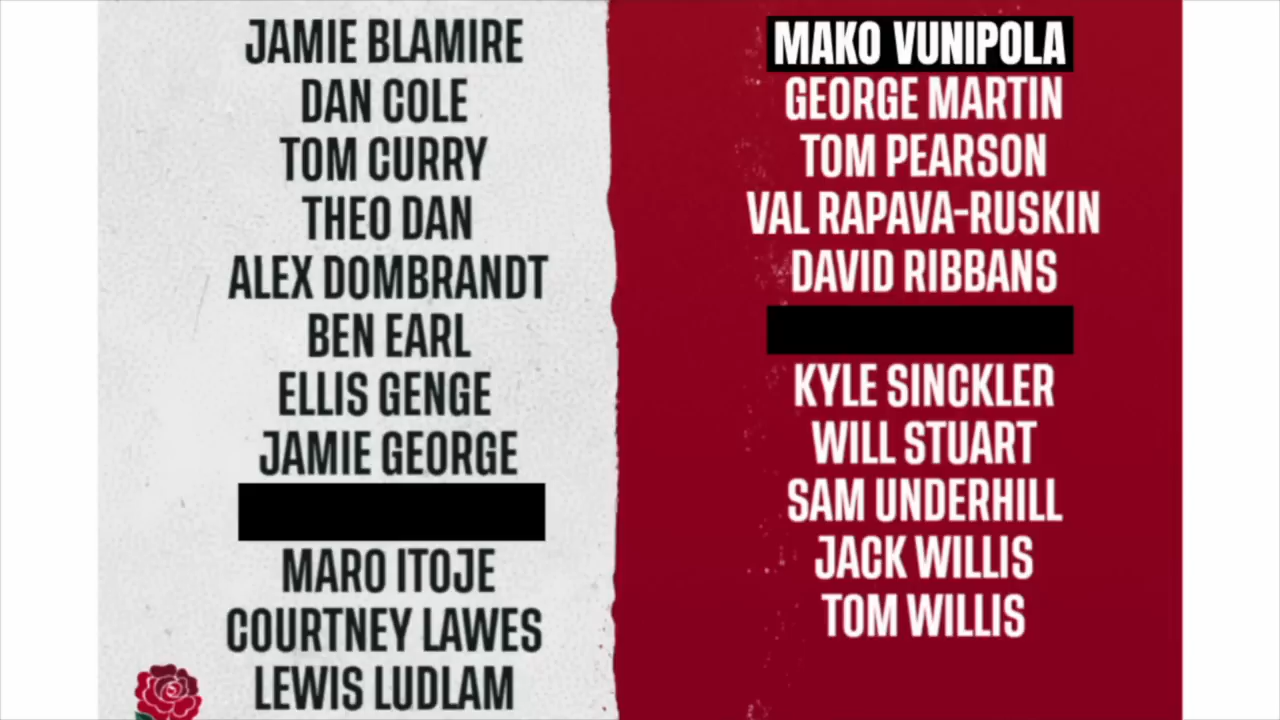 JAMIE BLAMIRE
DAN COLE
TOM CURRY
THEO DAN
ALEX DOMBRANDT
BEN EARL
ELLIS GENGE
JAMIE GEORGE
MARO ITOJE
COURTNEY LAWES
LEWIS LUDLAM
MAKO VUNIPOLA
GEORGE MARTIN
TOM PEARSON
VAL RAPAVA-RUSKIN
DAVID RIBBANS
KYLE SINCKLER
WILL STUART
SAM UNDERHILL
JACK WILLIS
TOM WILLIS